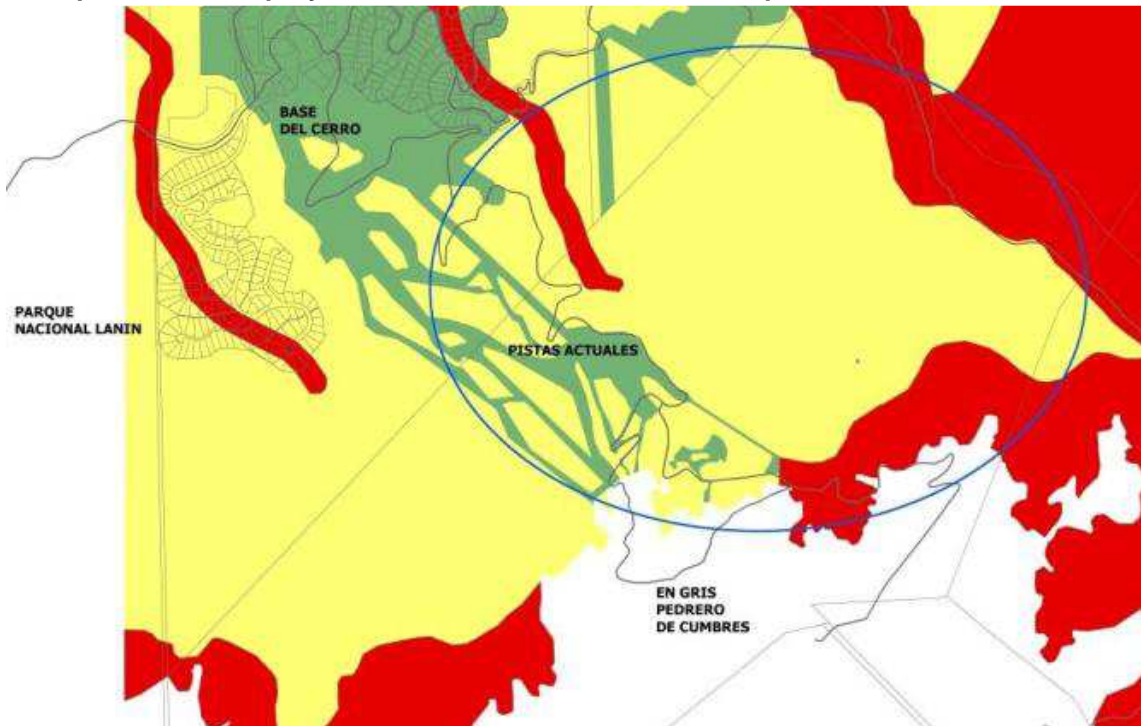 BASE
DEL CERRO
PARQUE
NACIONAL LANIN
PISTAS ACTUALES
EN GRIS
PEDRERO
DE CUMBRES